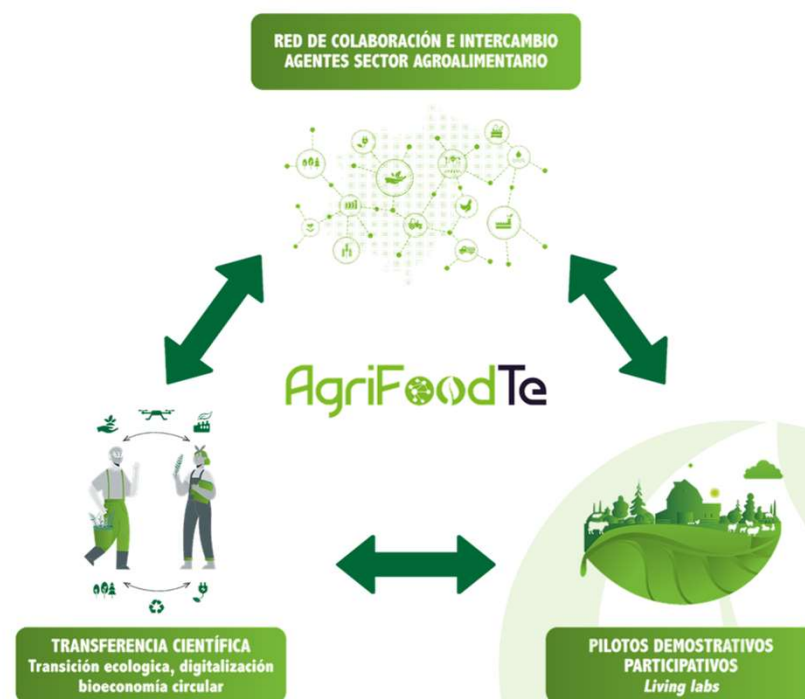 RED DE COLABORACIÓN E INTERCAMBIO
AGENTES SECTOR AGROALIMENTARIO
AgriFoodTe
TRANSFERENCIA CIENTÍFICA
Transición ecologica, digitalización
bioeconomía circular
PILOTOS DEMOSTRATIVOS
PARTICIPATIVOS
Living labs